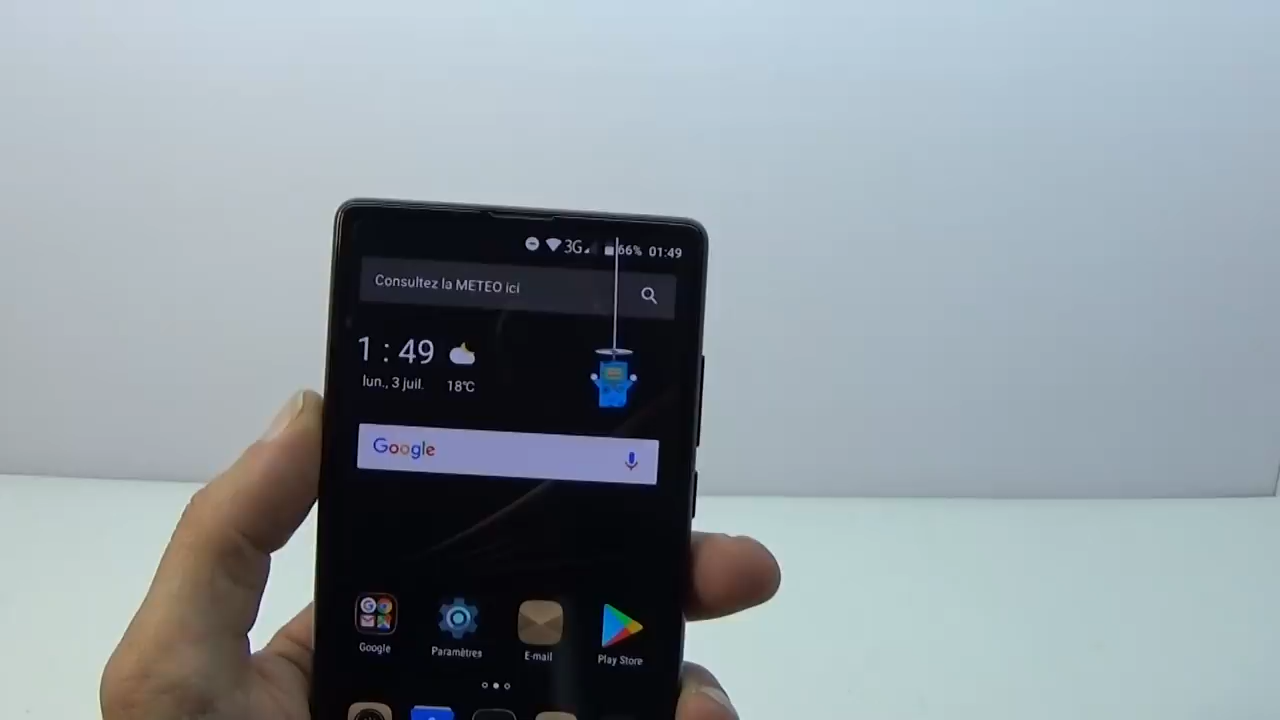 3G 66% 01:49
Consultez la METEO ici
1 : 49
lun., 3 juil. 18°C
Google
Google Paramètres E-mail Play Store